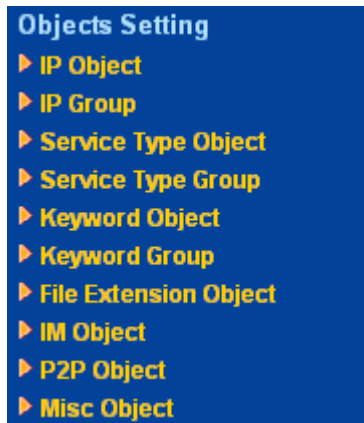 Objects Setting
IP Object
IP Group
Service Type Object
Service Type Group
Keyword Object
Keyword Group
File Extension Object
IM Object
P2P Object
Misc Object